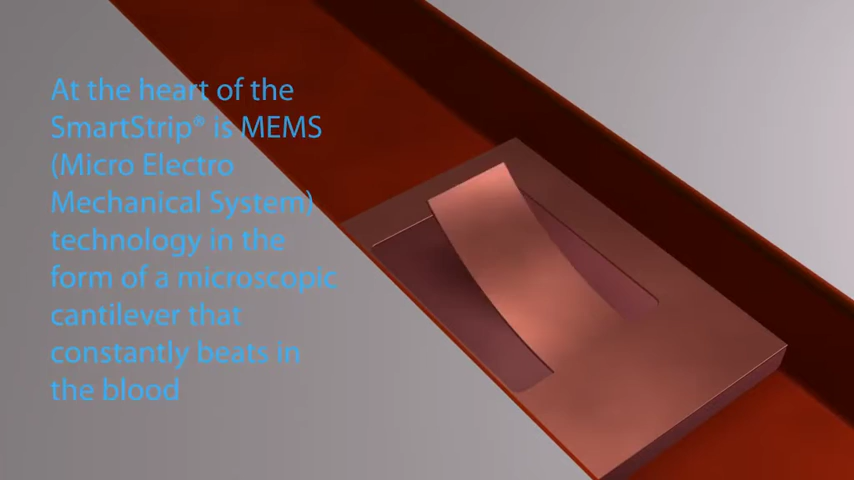 At the heart of the
SmartStrip® is MEMS
(Micro Electro
Mechanical System)
technology in the
form of a microscopic
cantilever that
constantly beats in
the blood